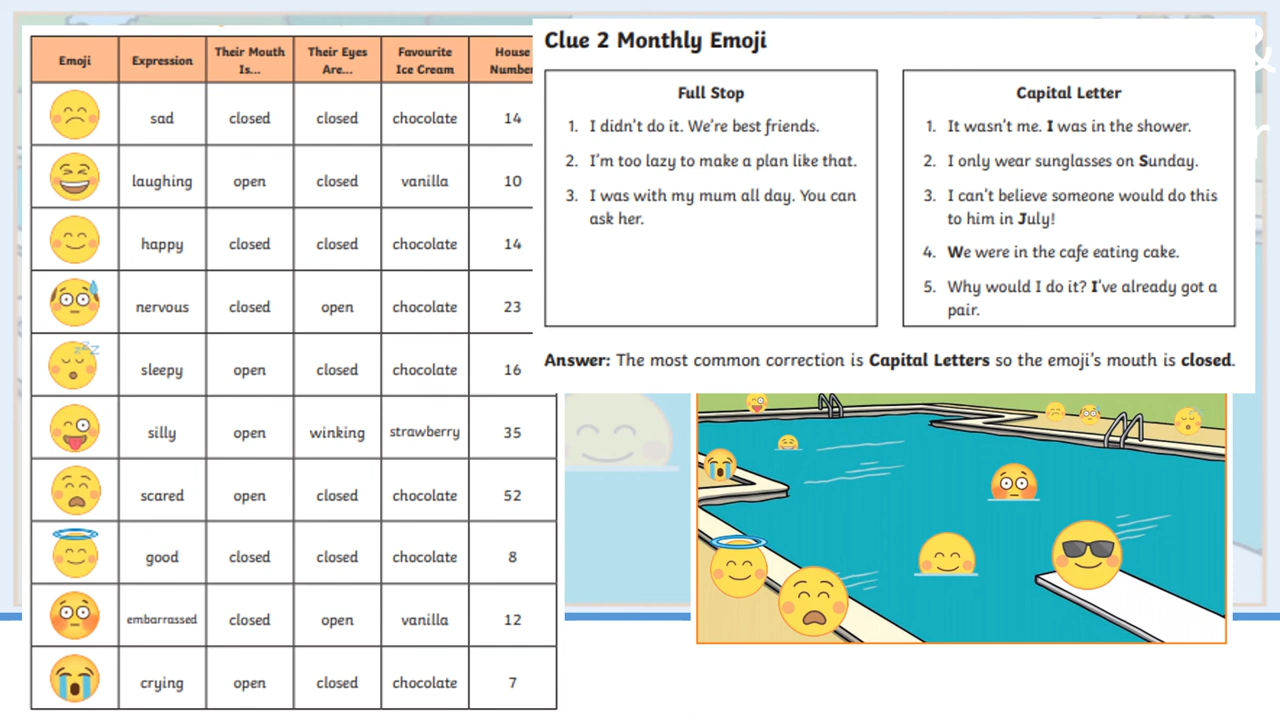 Emoji Expression Their Mouth Is... Their Eyes Are... Favourite Ice Cream House Number
sad closed closed chocolate 14
laughing open closed vanilla 10
happy closed closed chocolate 14
nervous closed open chocolate 23
sleepy open closed chocolate 16
silly open winking strawberry 35
scared open closed chocolate 52
good closed closed chocolate 8
embarrassed closed open vanilla 12
crying open closed chocolate 7
Clue 2 Monthly Emoji
Full Stop
1. I didn't do it. We're best friends.
2. I'm too lazy to make a plan like that.
3. I was with my mum all day. You can
ask her.
Capital Letter
1. It wasn't me. I was in the shower.
2. I only wear sunglasses on Sunday.
3. I can't believe someone would do this
to him in July!
4. We were in the cafe eating cake.
5. Why would I do it? I've already got a
pair.
Answer: The most common correction is Capital Letters so the emoji's mouth is closed.
&